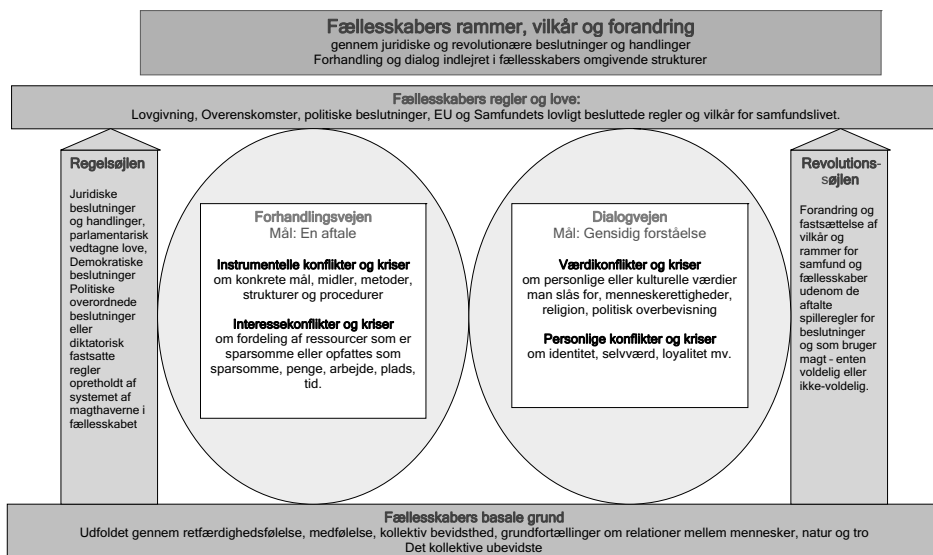 Fællesskabers rammer, vilkår og forandring
gennem juridiske og revolutionære beslutninger og handlinger
Forhandling og dialog indlejret i fællesskabers omgivende strukturer
Fællesskabers regler og love:
Lovgivning, Overenskomster, politiske beslutninger, EU og Samfundets lovligt besluttede regler og vilkår for samfundslivet.
Regelsøjlen
Juridiske
beslutninger
og handlinger,
parlamentarisk
vedtagne love,
Demokratiske
beslutninger
Politiske
overordnede
beslutninger
eller
diktatorisk
fastsatte
regler
opretholdt af
systemet af
magthaverne i
fællesskabet
Forhandlingsvejen
Mål: En aftale
Instrumentelle konflikter og kriser
om konkrete mål, midler, metoder,
strukturer og procedurer
Interessekonflikter og kriser
om fordeling af ressourcer som er
sparsomme eller opfattes som
sparsomme, penge, arbejde, plads,
tid.
Dialogvejen
Mål: Gensidig forståelse
Værdikonflikter og kriser
om personlige eller kulturelle værdier
man slås for, menneskerettigheder,
religion, politisk overbevisning
Personlige konflikter og kriser
om identitet, selvværd, loyalitet mv.
Revolutions-
søjlen
Forandring og
fastsættelse af
vilkår og
rammer for
samfund og
fællesskaber
udenom de
aftalte
spilleregler for
beslutninger
og som bruger
magt - enten
voldelig eller
ikke-voldelig.
Fællesskabers basale grund
Udfoldet gennem retfærdighedsfølelse, medfølelse, kollektiv bevidsthed, grundfortællinger om relationer mellem mennesker, natur og tro
Det kollektive ubevidste